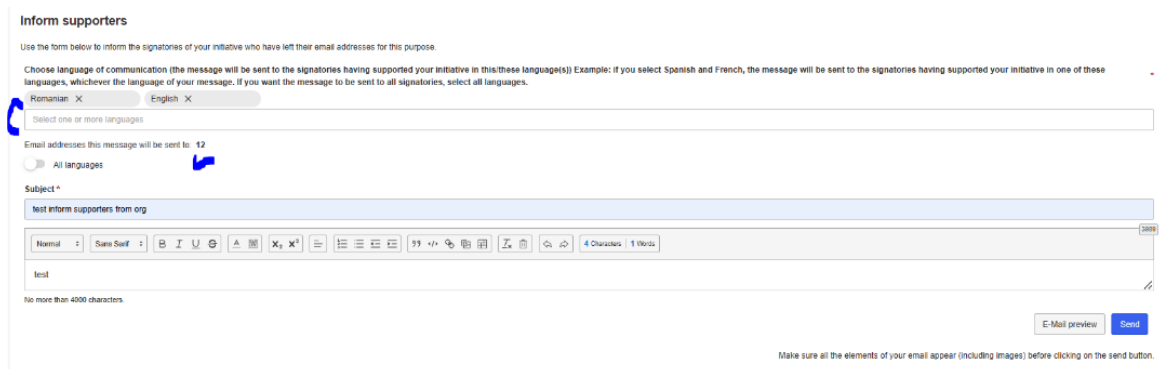 Inform supporters
Use the form below to inform the signatories of your initiative who have left their email addresses for this purpose.
Choose language of communication (the message will be sent to the signatories having supported your initiative in this/these language(s)) Example: if you select Spanish and French, the message will be sent to the signatories having supported your initiative in one of these
languages, whichever the language of your message. If you want the message to be sent to all signatories, select all languages.
Romanian X English X
Select one or more languages
Email addresses this message will be sent to: 12
All languages
Subject *
test inform supporters from org
Normal Sans Serif B I U S A X₂ X² 4 Characters | 1 Words
test
No more than 4000 characters.
E-Mail preview Send
Make sure all the elements of your email appear (including images) before clicking on the send button.